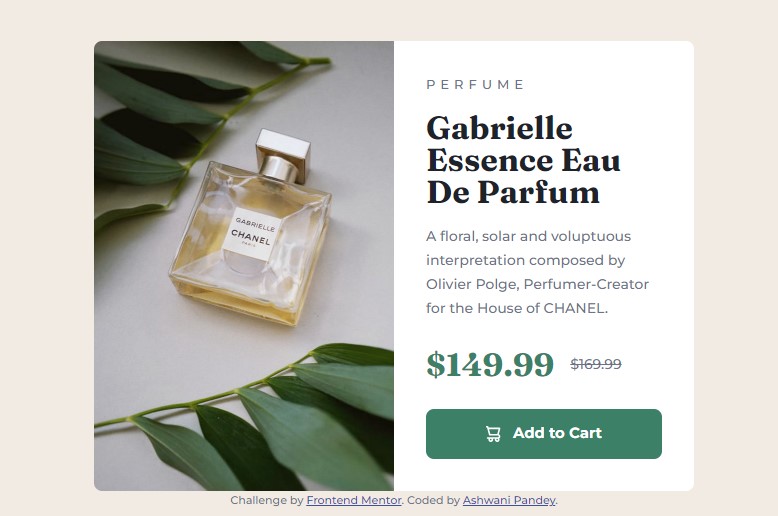 GABRIELLE
CHANEL
PARIS
PERFUME
Gabrielle
Essence Eau
De Parfum
A floral, solar and voluptuous
interpretation composed by
Olivier Polge, Perfumer-Creator
for the House of CHANEL.
$149.99 $169.99
Add to Cart
Challenge by Frontend Mentor. Coded by Ashwani Pandey.